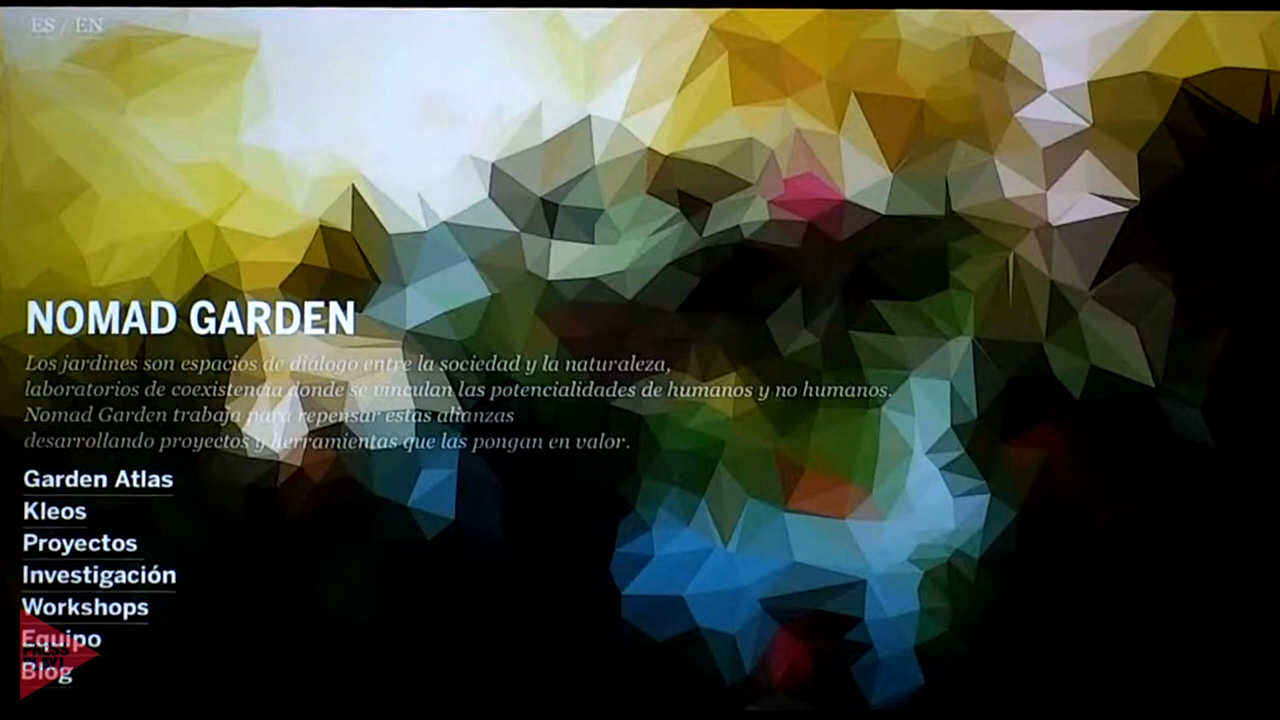 ES / EN
NOMAD GARDEN
Los jardines son espacios de diálogo entre la sociedad y la naturaleza,
laboratorios de coexistencia donde se vinculan las potencialidades de humanos y no humanos.
Nomad Garden trabaja para repensar estas alianzas
desarrollando proyectos y herramientas que las pongan en valor.
Garden Atlas
Kleos
Proyectos
Investigación
Workshops
Equipo
Blog